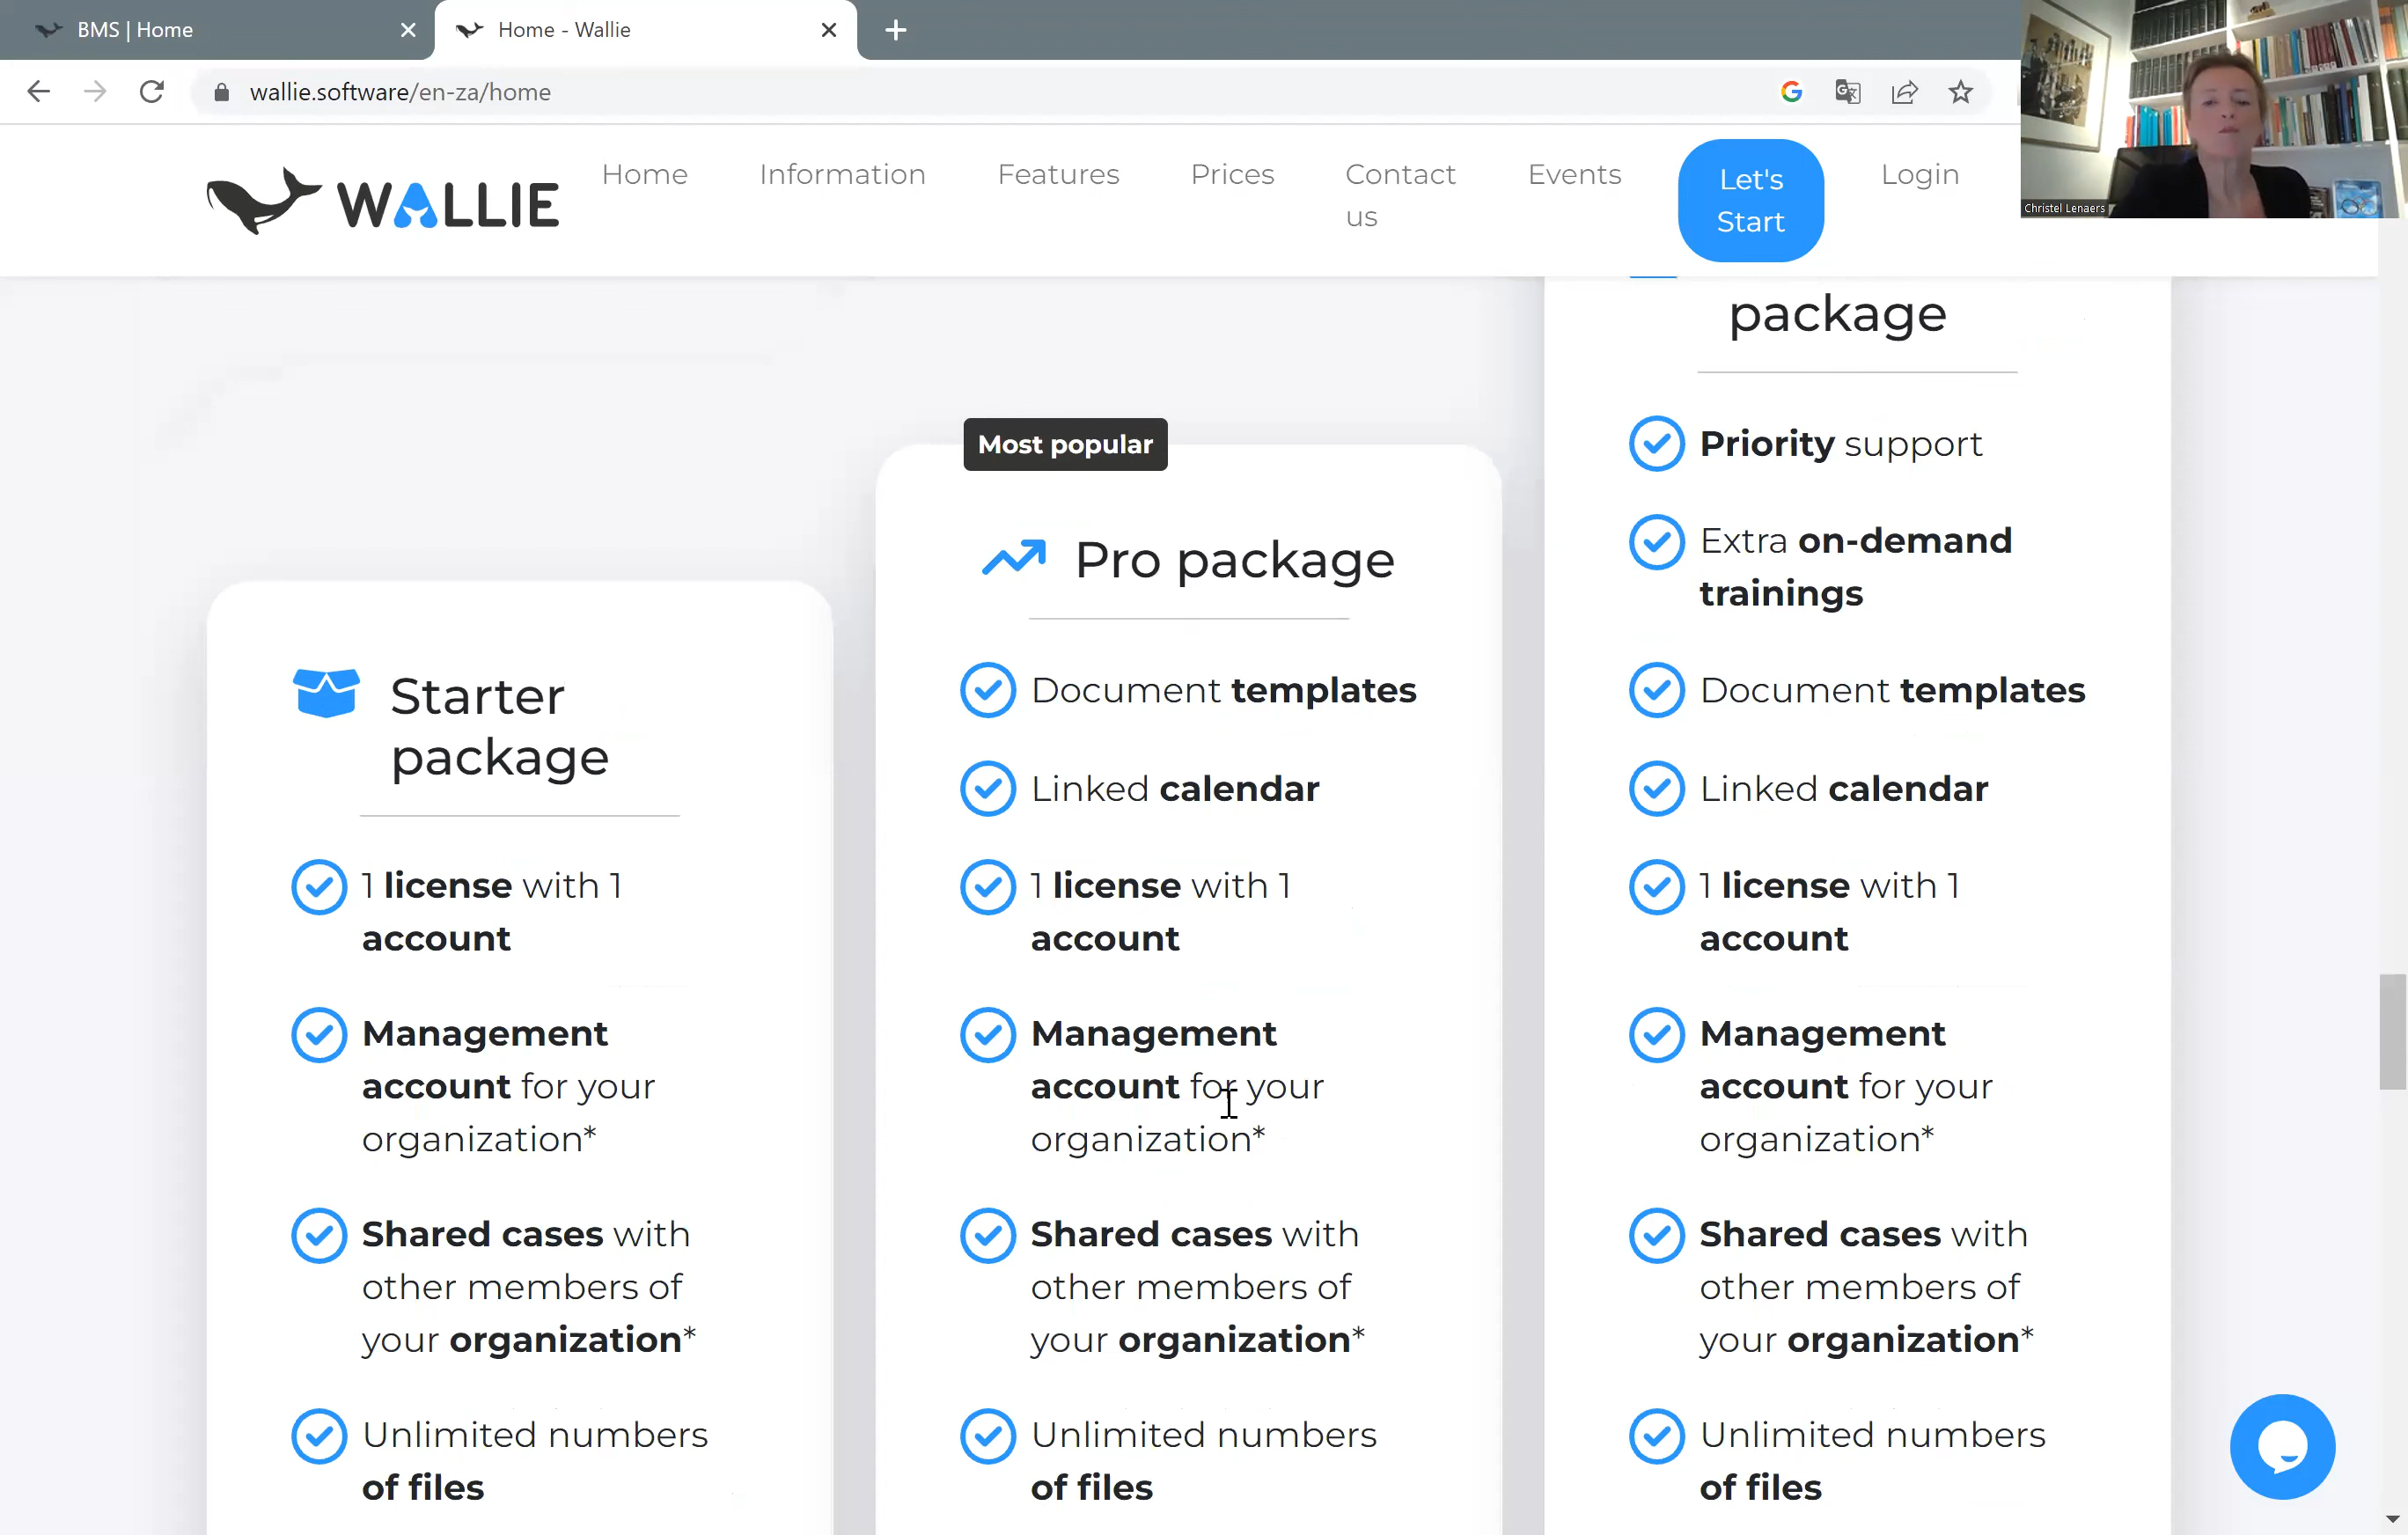 BMS | Home
Home - Wallie
wallie.software/en-za/home
WALLIE
Home
Information
Features
Prices
Contact
us
Events
Let's
Start
Login
Christel Lenaers
Starter
package
1 license with 1
account
Management
account for your
organization*
Shared cases with
other members of
your organization*
Unlimited numbers
of files
Most popular
Pro package
Document templates
Linked calendar
1 license with 1
account
Management
account for your
organization*
Shared cases with
other members of
your organization*
Unlimited numbers
of files
package
Priority support
Extra on-demand
trainings
Document templates
Linked calendar
1 license with 1
account
Management
account for your
organization*
Shared cases with
other members of
your organization*
Unlimited numbers
of files